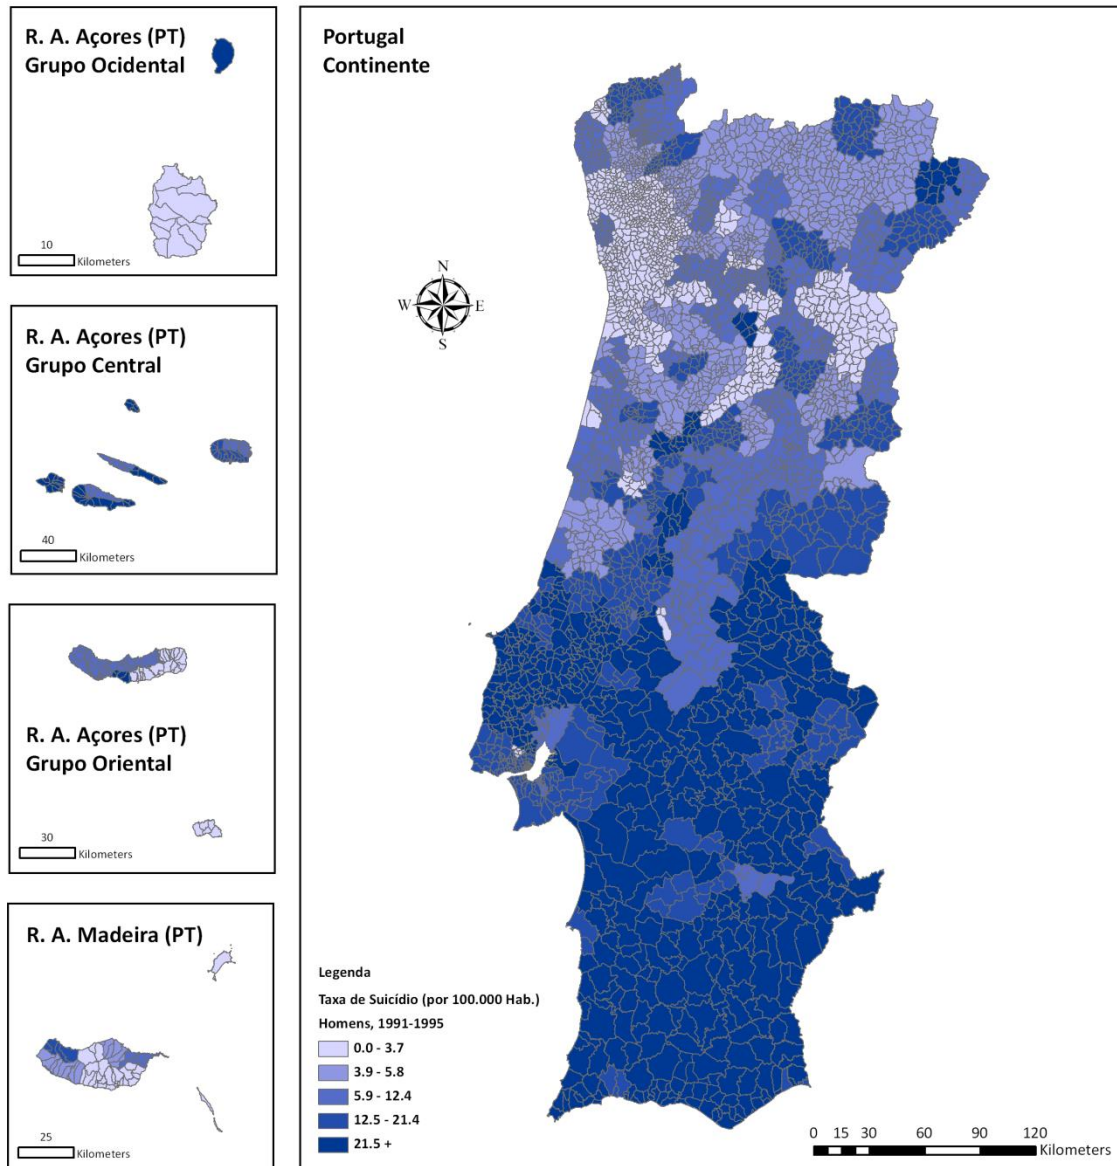 R. A. Açores (PT)
Grupo Ocidental
10
Kilometers
R. A. Açores (PT)
Grupo Central
40
Kilometers
R. A. Açores (PT)
Grupo Oriental
30
Kilometers
R. A. Madeira (PT)
25
Kilometers
Portugal
Continente
N
W
E
S
Legenda
Taxa de Suicídio (por 100.000 Hab.)
Homens, 1991-1995
0.0 - 3.7
3.9 - 5.8
5.9 - 12.4
12.5 - 21.4
21.5 +
0 15 30 60 90 120
Kilometers